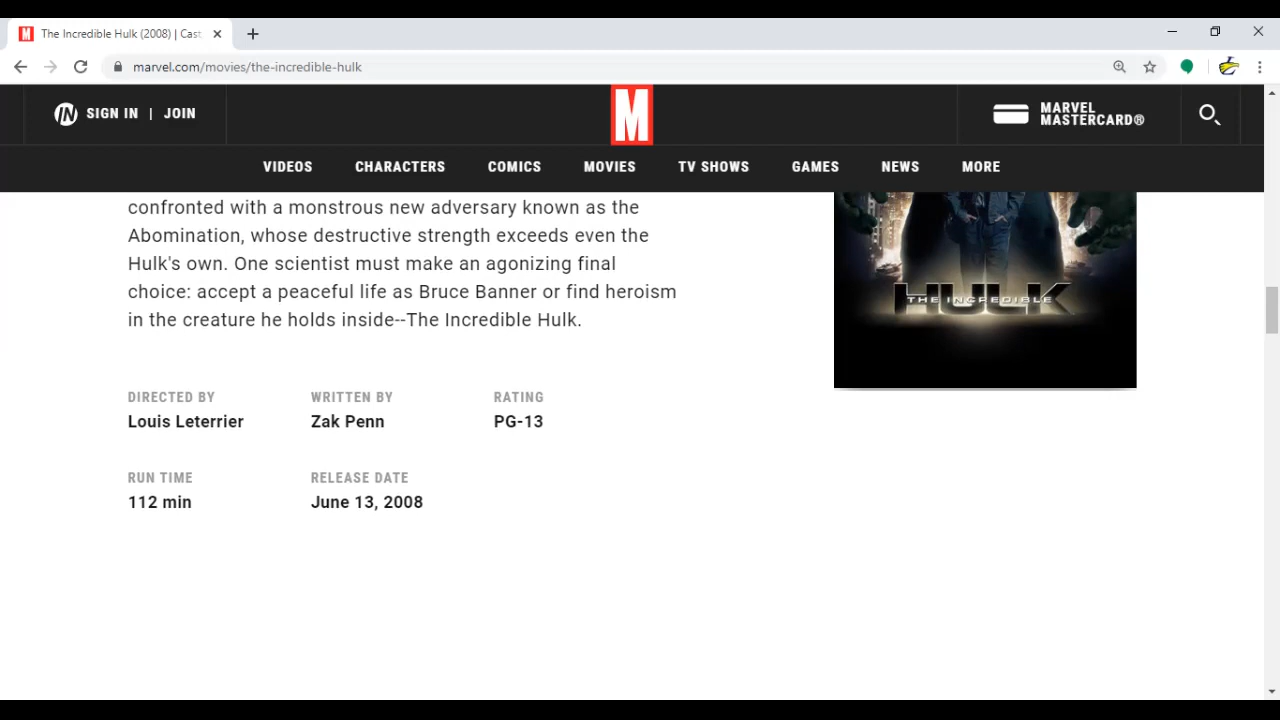 The Incredible Hulk (2008) | Cast
marvel.com/movies/the-incredible-hulk
SIGN IN | JOIN
MARVEL
MASTERCARD®
VIDEOS CHARACTERS COMICS MOVIES TV SHOWS GAMES NEWS MORE
confronted with a monstrous new adversary known as the
Abomination, whose destructive strength exceeds even the
Hulk's own. One scientist must make an agonizing final
choice: accept a peaceful life as Bruce Banner or find heroism
in the creature he holds inside--The Incredible Hulk.
THE INCREDIBLE
HULK
DIRECTED BY WRITTEN BY RATING
Louis Leterrier Zak Penn PG-13
RUN TIME RELEASE DATE
112 min June 13, 2008